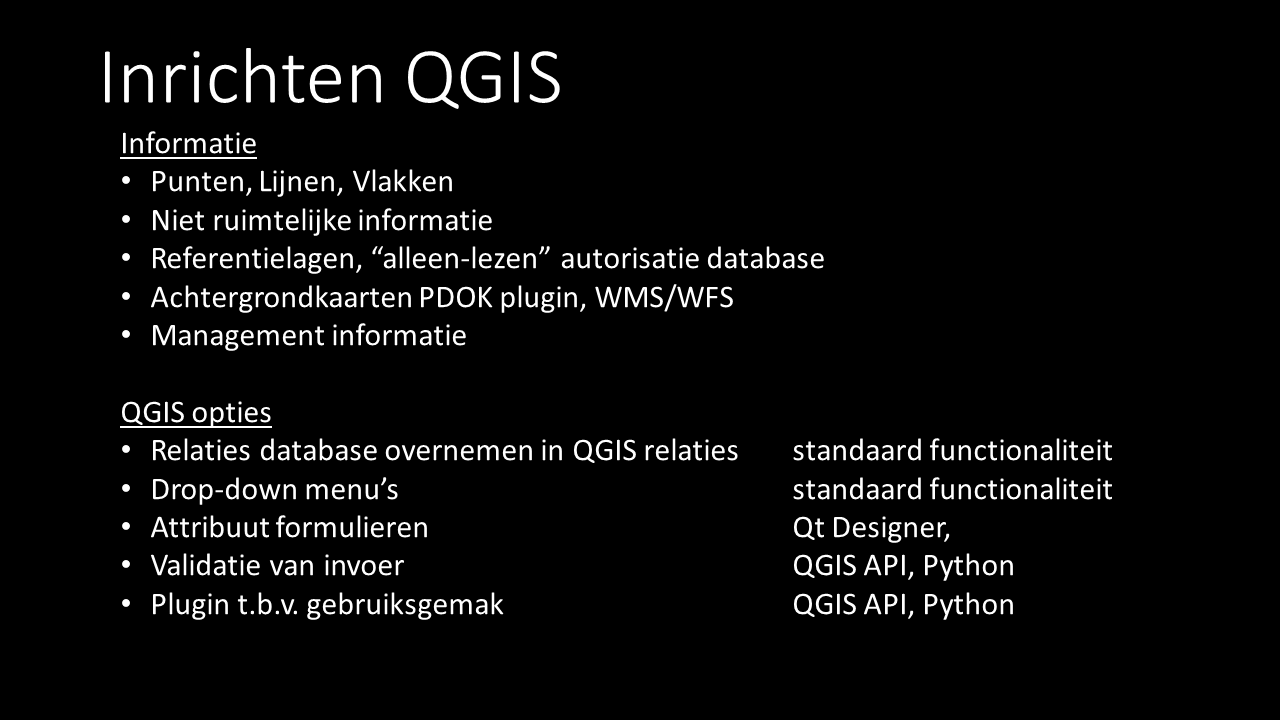 Inrichten QGIS
Informatie
• Punten, Lijnen, Vlakken
• Niet ruimtelijke informatie
• Referentielagen, “alleen-lezen” autorisatie database
• Achtergrondkaarten PDOK plugin, WMS/WFS
• Management informatie
QGIS opties
• Relaties database overnemen in QGIS relaties standaard functionaliteit
• Drop-down menu’s standaard functionaliteit
• Attribuut formulieren Qt Designer,
• Validatie van invoer QGIS API, Python
• Plugin t.b.v. gebruiksgemak QGIS API, Python